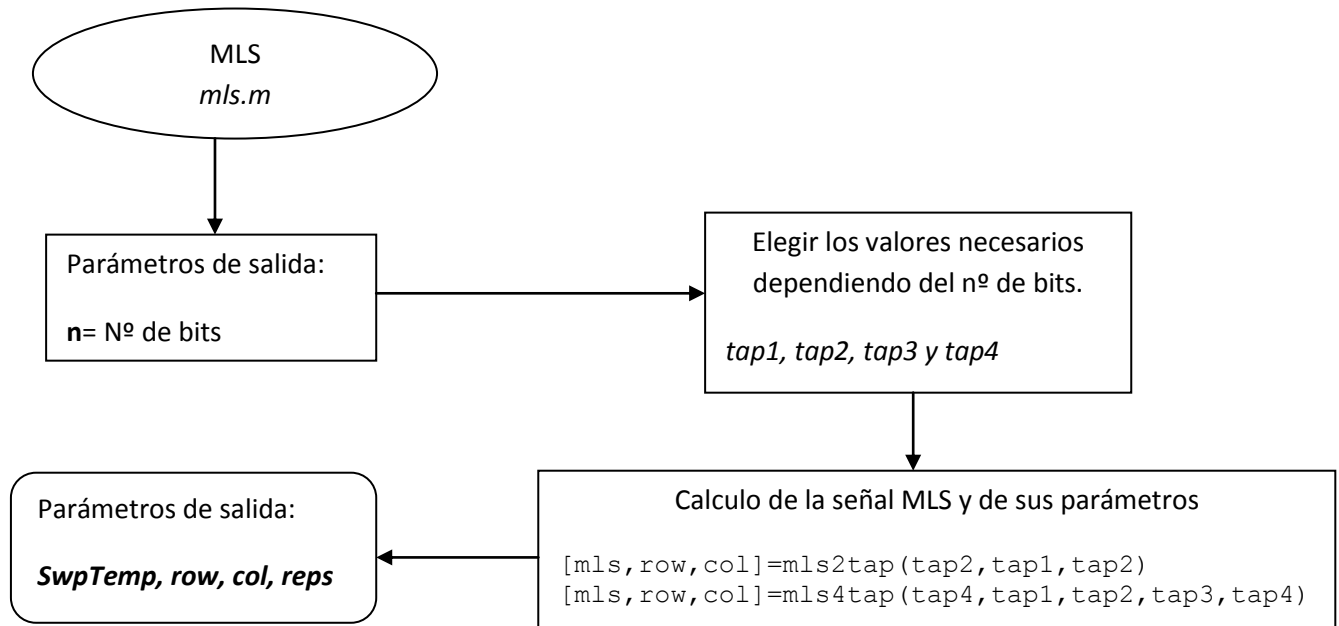 MLS
mls.m
Parámetros de salida:
n= Nº de bits
Elegir los valores necesarios
dependiendo del nº de bits.
tap1, tap2, tap3 y tap4
Calculo de la señal MLS y de sus parámetros
[mls,row,col]=mls2tap(tap2,tap1,tap2)
[mls,row,col]=mls4tap(tap4,tap1,tap2,tap3,tap4)
Parámetros de salida:
SwpTemp, row, col, reps